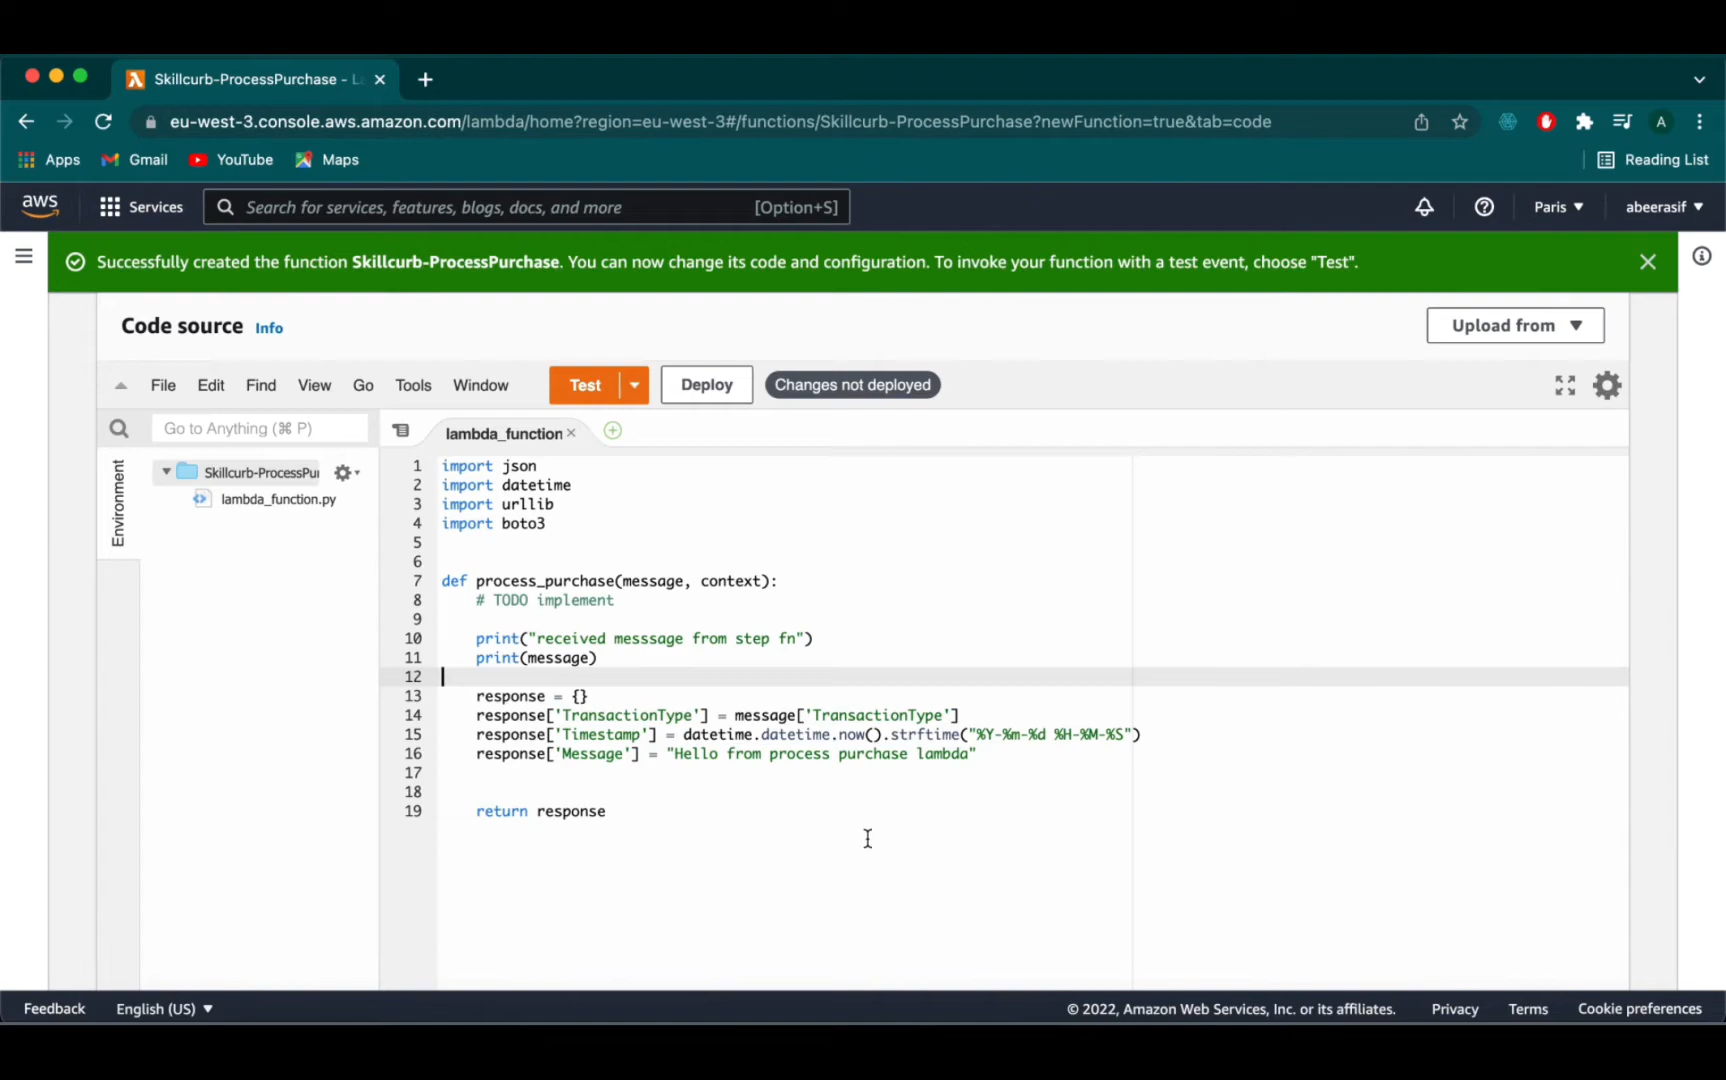 Skillcurb-ProcessPurchase - L
eu-west-3.console.aws.amazon.com/lambda/home?region=eu-west-3#/functions/Skillcurb-ProcessPurchase?newFunction=true&tab=code
A
Apps Gmail YouTube Maps Reading List
aws Services Search for services, features, blogs, docs, and more [Option+S] Paris abeerasif
Successfully created the function Skillcurb-ProcessPurchase. You can now change its code and configuration. To invoke your function with a test event, choose "Test".
Code source Info Upload from
File Edit Find View Go Tools Window Test Deploy Changes not deployed
Go to Anything (⌘ P) lambda_function
Environment
Skillcurb-ProcessPu
lambda_function.py
1 import json
2 import datetime
3 import urllib
4 import boto3
5
6
7 def process_purchase(message, context):
8 # TODO implement
9
10 print("received messsage from step fn")
11 print(message)
12
13 response = {}
14 response['TransactionType'] = message['TransactionType']
15 response['Timestamp'] = datetime.datetime.now().strftime("%Y-%m-%d %H-%M-%S")
16 response['Message'] = "Hello from process purchase lambda"
17
18
19 return response
Feedback English (US) © 2022, Amazon Web Services, Inc. or its affiliates. Privacy Terms Cookie preferences